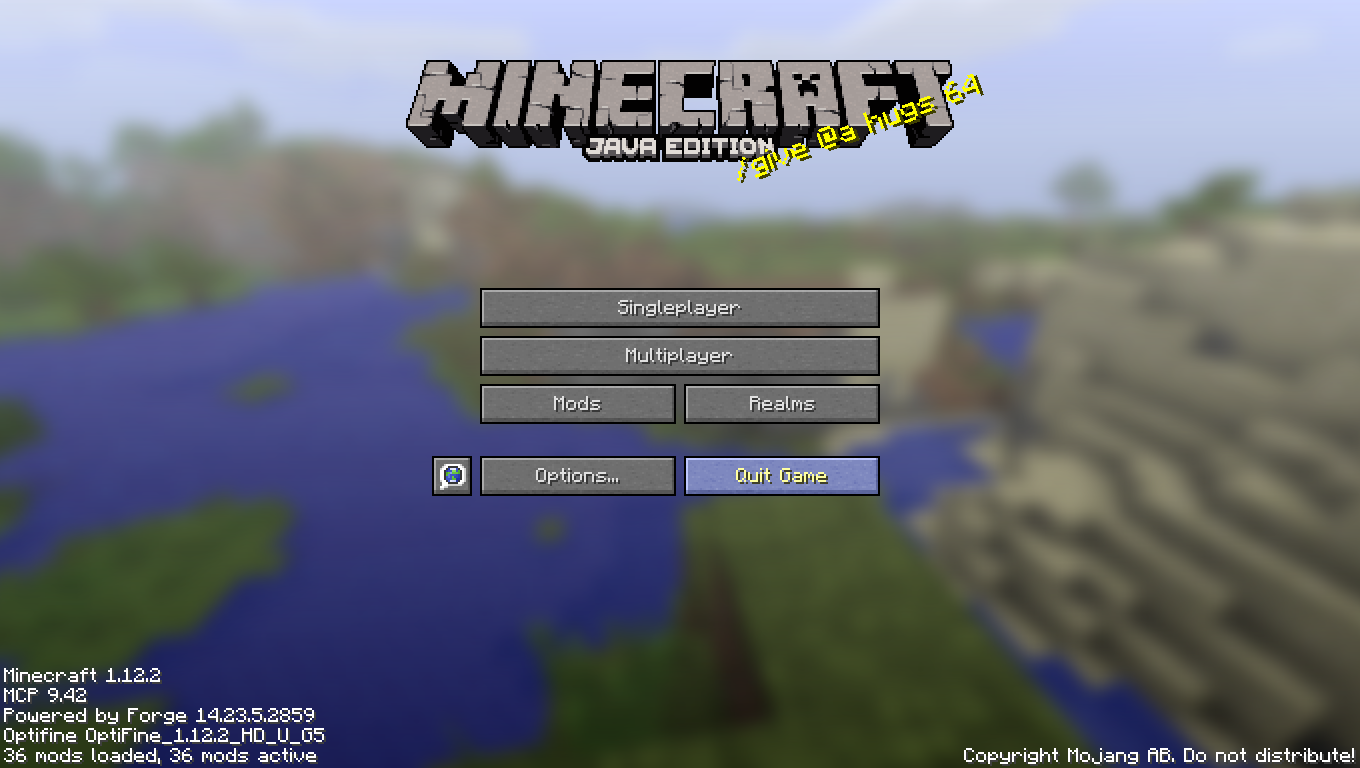 MINECRAFT
JAVA EDITION
/give @a hugs 64
Singleplayer
Multiplayer
Mods
Realms
Options...
Quit Game
Minecraft 1.12.2
MCP 9.42
Powered by Forge 14.23.5.2859
Optifine OptiFine_1.12.2_HD_U_G5
36 mods loaded, 36 mods active
Copyright Mojang AB. Do not distribute!